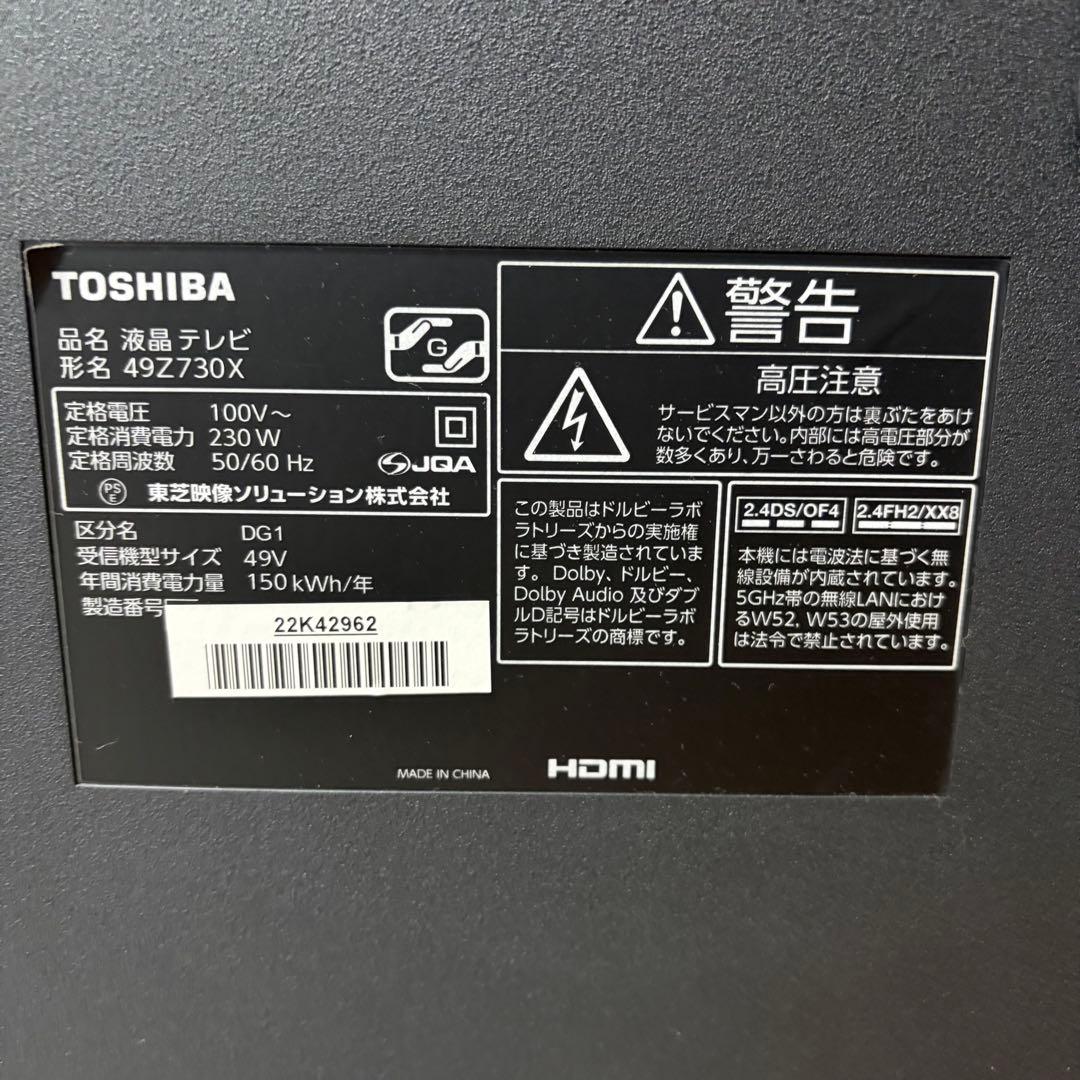 TOSHIBA
品名 液晶テレビ
形名 49Z730X
G
定格電圧 100V～
定格消費電力 230W
定格周波数 50/60 Hz
JQA
PS
E
東芝映像ソリューション株式会社
区分名 DG1
受信機型サイズ 49V
年間消費電力量 150kWh/年
製造番号
22K42962
警告
高圧注意
サービスマン以外の方は裏ぶたをあけ
ないでください。内部には高電圧部分が
数多くあり、万一さわると危険です。
この製品はドルビーラボ
ラトリーズからの実施権
に基づき製造されていま
す。Dolby、ドルビー、
Dolby Audio 及びダブ
ルD記号はドルビーラボ
ラトリーズの商標です。
2.4DS/OF4 2.4FH2/XX8
本機には電波法に基づく無
線設備が内蔵されています。
5GHz帯の無線LANにおけ
るW52, W53の屋外使用
は法令で禁止されています。
MADE IN CHINA
HDMI